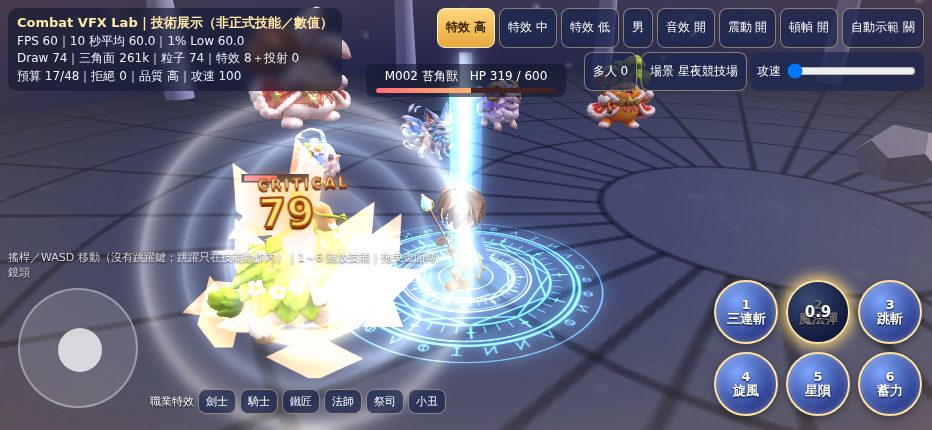 Combat VFX Lab｜技術展示（非正式技能／數值）
FPS 60｜10 秒平均 60.0｜1% Low 60.0
Draw 74｜三角面 261k｜粒子 74｜特效 8＋投射 0
預算 17/48｜拒絕 0｜品質 高｜攻速 100
特效 高
特效 中
特效 低
男
音效 開
震動 開
頓幀 開
自動示範 關
多人 0
場景 星夜競技場
攻速
M002 苔角獸 HP 319 / 600
CRITICAL
79
搖桿／WASD 移動（沒有跳躍鍵；跳躍只在技能
｜1～6
鏡頭
1
三連斬
0.9
3
跳斬
4
旋風
5
星隕
6
蓄力
職業特效
劍士
騎士
鐵匠
法師
祭司
小丑